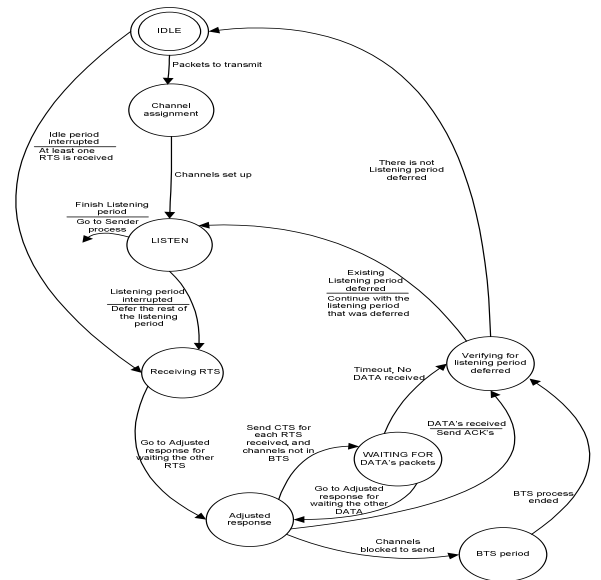 IDLE
Packets to transmit
Channel
assignment
Idle period
interrupted
At least one
RTS is received
There is not
Listening period
deferred
Channels set up
Finish Listening
period
Go to Sender
process
LISTEN
Existing
Listening period
deferred
Continue with the
listening period
that was deferred
Listening period
interrupted
Defer the rest of
the listening
period
Receiving RTS
Verifying for
listening period
deferred
Timeout, No
DATA received
Send CTS for
each RTS
received, and
channels not in
BTS
DATA's received
Send ACK's
Go to Adjusted
response for
waiting the other
RTS
WAITING FOR
DATA's packets
Go to Adjusted
response for
waiting the other
DATA
BTS process
ended
Adjusted
response
Channels
blocked to send
BTS period